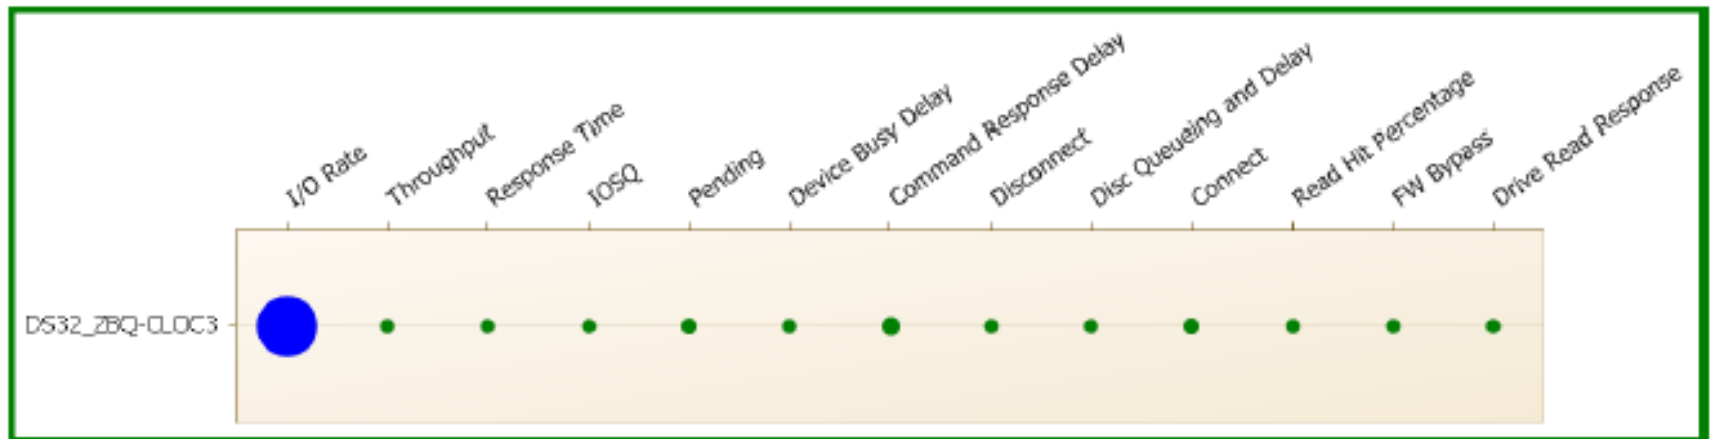 I/O Rate
Throughput
Response Time
IOSQ
Pending
Device Busy Delay
Command Response Delay
Disconnect
Disc Queueing and Delay
Connect
Read Hit Percentage
FW Bypass
Drive Read Response
DS32_ZBQ-CLOC3